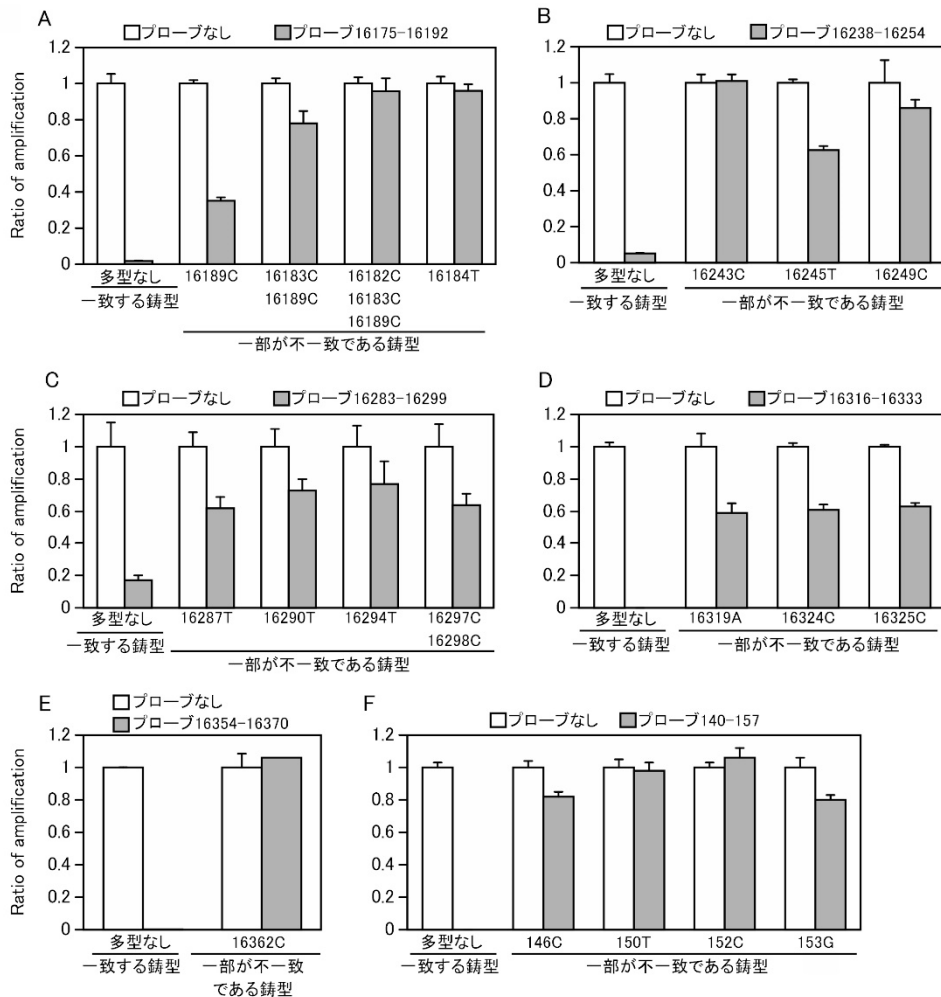 A
プローブなし プローブ16175-16192
Ratio of amplification
1.2
1
0.8
0.6
0.4
0.2
0
多型なし 16189C 16183C 16182C 16184T
一致する鋳型 16189C 16183C
16189C
一部が不一致である鋳型
B
プローブなし プローブ16238-16254
1.2
1
0.8
0.6
0.4
0.2
0
多型なし 16243C 16245T 16249C
一致する鋳型 一部が不一致である鋳型
C
プローブなし プローブ16283-16299
Ratio of amplification
1.2
1
0.8
0.6
0.4
0.2
0
多型なし 16287T 16290T 16294T 16297C
一致する鋳型 16298C
一部が不一致である鋳型
D
プローブなし プローブ16316-16333
1.2
1
0.8
0.6
0.4
0.2
0
多型なし 16319A 16324C 16325C
一致する鋳型 一部が不一致である鋳型
E
プローブなし
プローブ16354-16370
Ratio of amplification
1.2
1
0.8
0.6
0.4
0.2
0
多型なし 16362C
一致する鋳型 一部が不一致
である鋳型
F
プローブなし プローブ140-157
1.2
1
0.8
0.6
0.4
0.2
0
多型なし 146C 150T 152C 153G
一致する鋳型 一部が不一致である鋳型